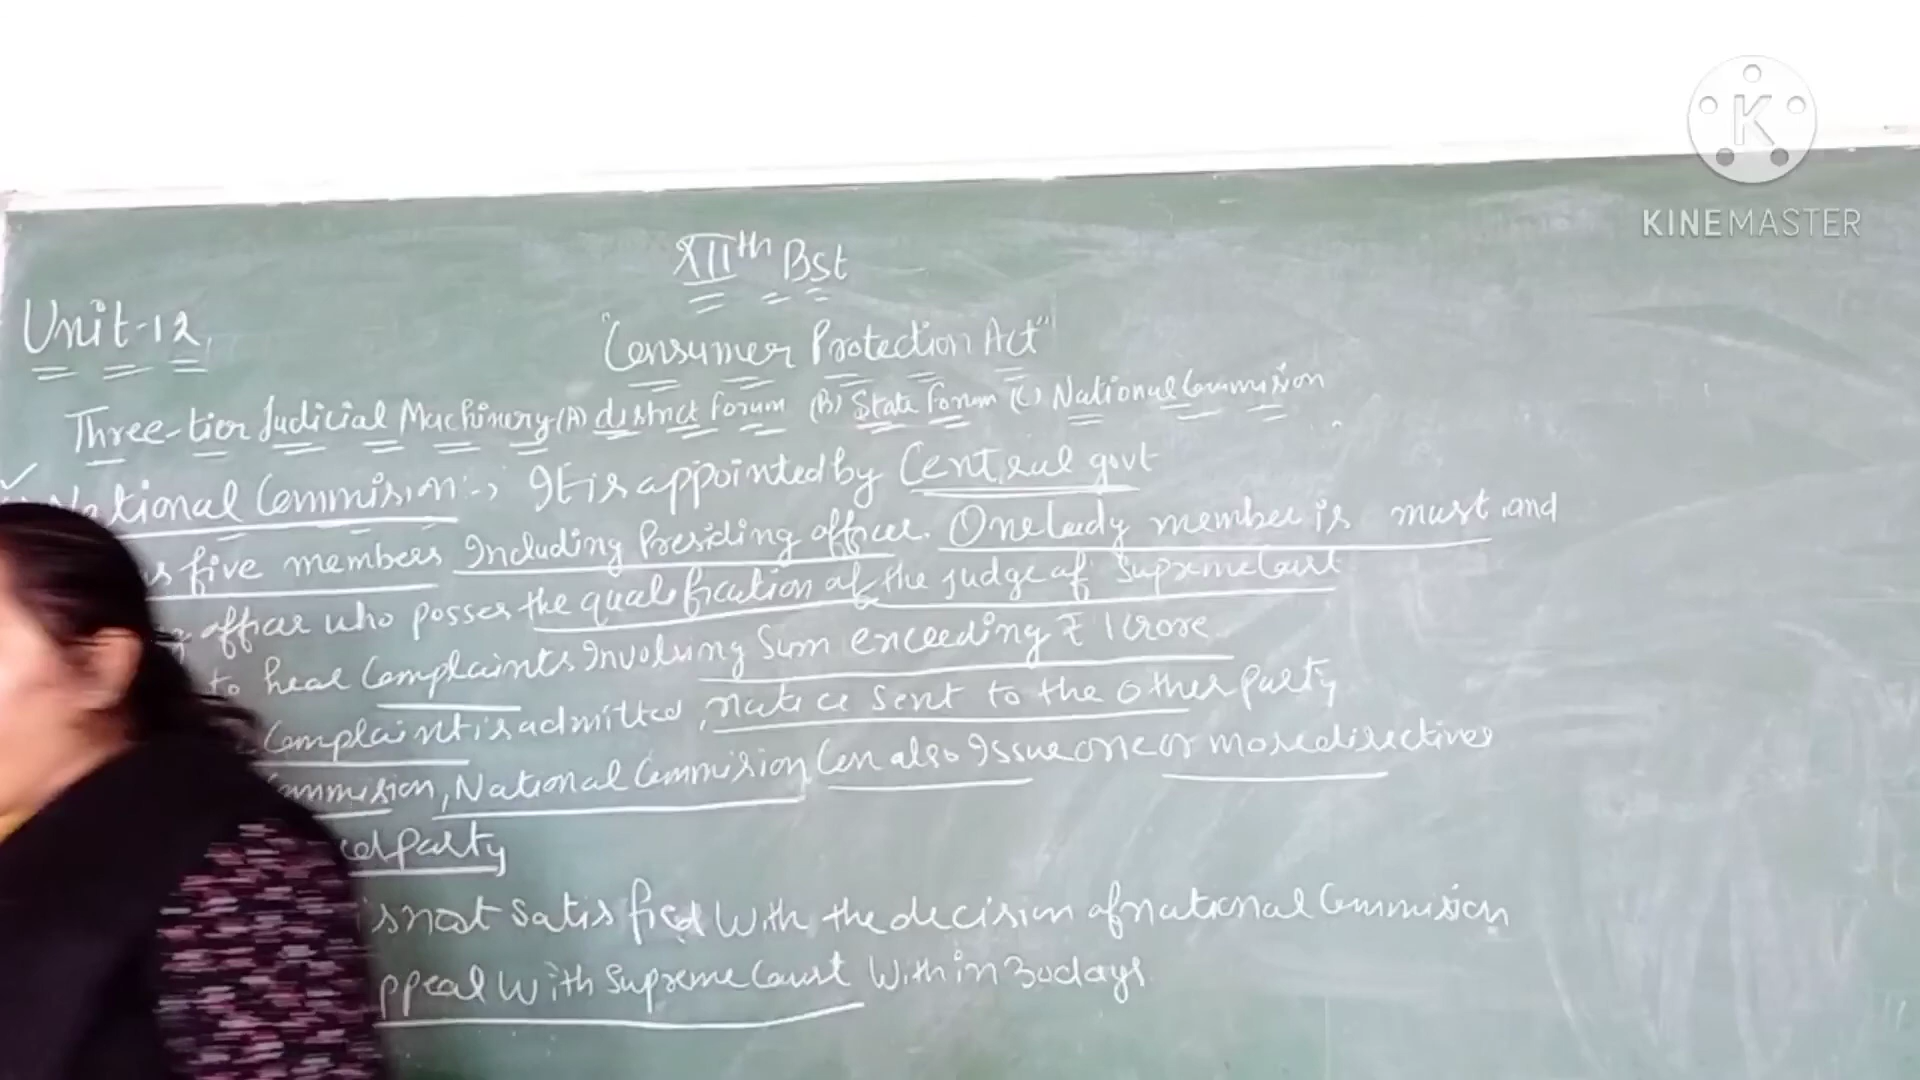 KINEMASTER
XIIth Bst
Unit-12
"Consumer Protection Act"
Three-tier Judicial Machinery (A) district forum (B) State Forum (C) National Commision
National Commision :-, It is appointed by Central govt
five members Including Presiding officer. One lady member is must and
officer who posses the qualification of the judge of Supreme Court
to hear Complaints Involving Sum exceeding ₹ 1 Crore
Complaint is admitted, notice sent to the other party
mmision, National Commision Can also Issue one or more directives
party
is not satisfied With the decision of national Commision
ppeal With Supreme Court Within 30 days